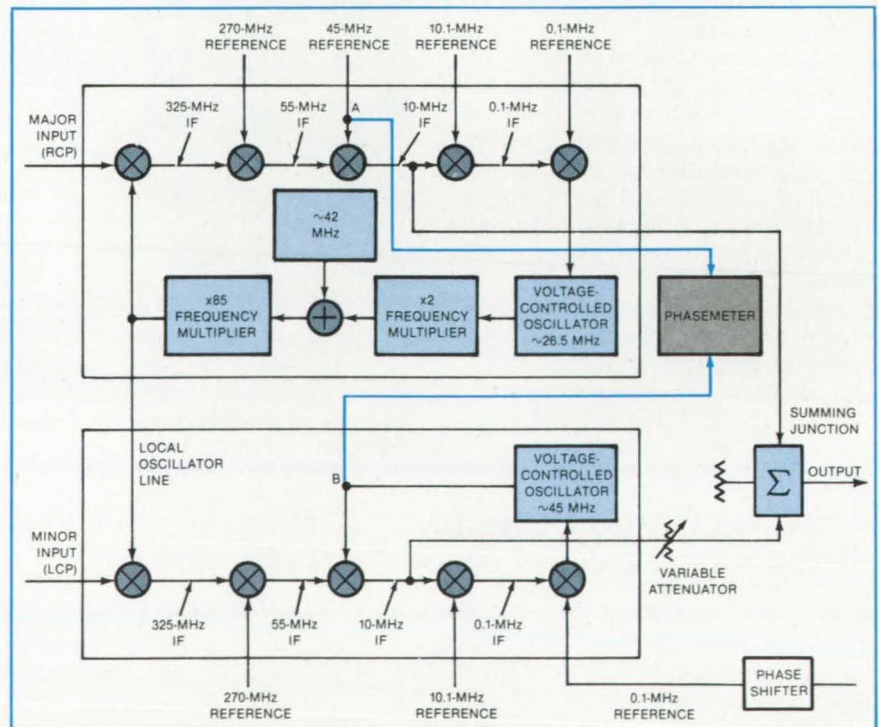 270-MHz
REFERENCE
45-MHz
REFERENCE
10.1-MHz
REFERENCE
0.1-MHz
REFERENCE
MAJOR
INPUT
(RCP)
325-MHz
IF
55-MHz
IF
A
10-MHz
IF
0.1-MHz
IF
~42
MHz
x85
FREQUENCY
MULTIPLIER
+
x2
FREQUENCY
MULTIPLIER
VOLTAGE-
CONTROLLED
OSCILLATOR
~26.5 MHz
PHASEMETER
LOCAL
OSCILLATOR
LINE
SUMMING
JUNCTION
Σ
OUTPUT
VOLTAGE-
CONTROLLED
OSCILLATOR
~45 MHz
B
MINOR
INPUT
(LCP)
VARIABLE
ATTENUATOR
325-MHz
IF
55-MHz
IF
10-MHz
IF
0.1-MHz
IF
270-MHz
REFERENCE
10.1-MHz
REFERENCE
0.1-MHz
REFERENCE
PHASE
SHIFTER